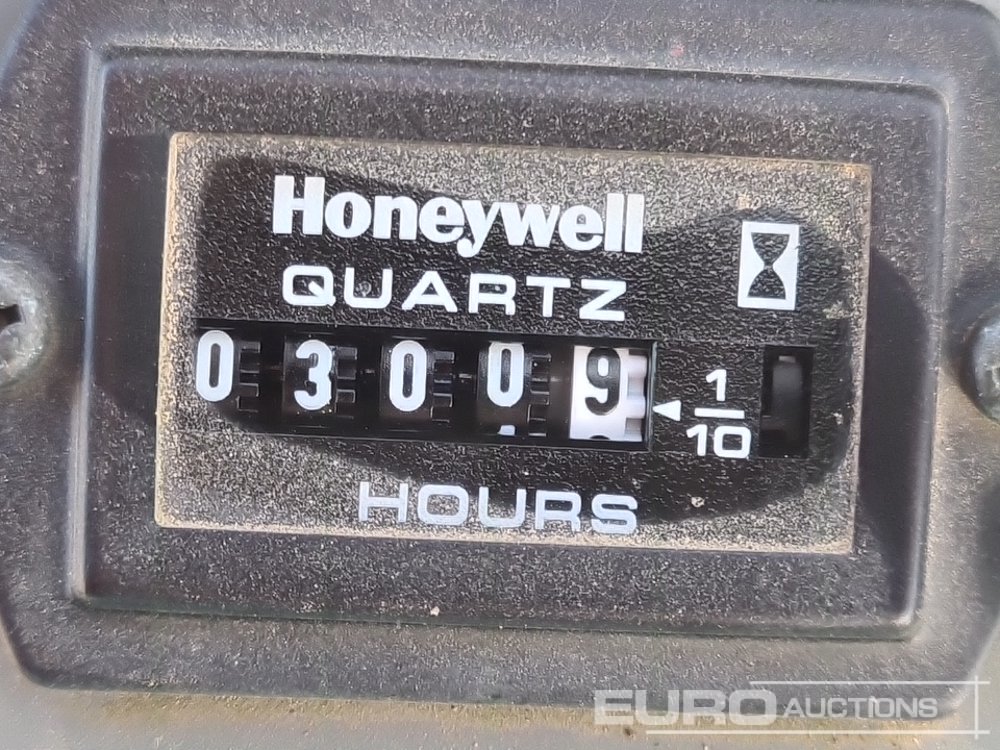 Honeywell
QUARTZ
03009 1/10
HOURS
EURO AUCTIONS